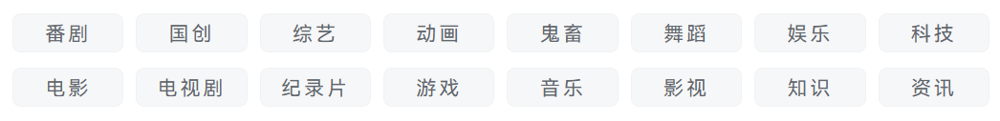 番剧 国创 综艺 动画 鬼畜 舞蹈 娱乐 科技
电影 电视剧 纪录片 游戏 音乐 影视 知识 资讯